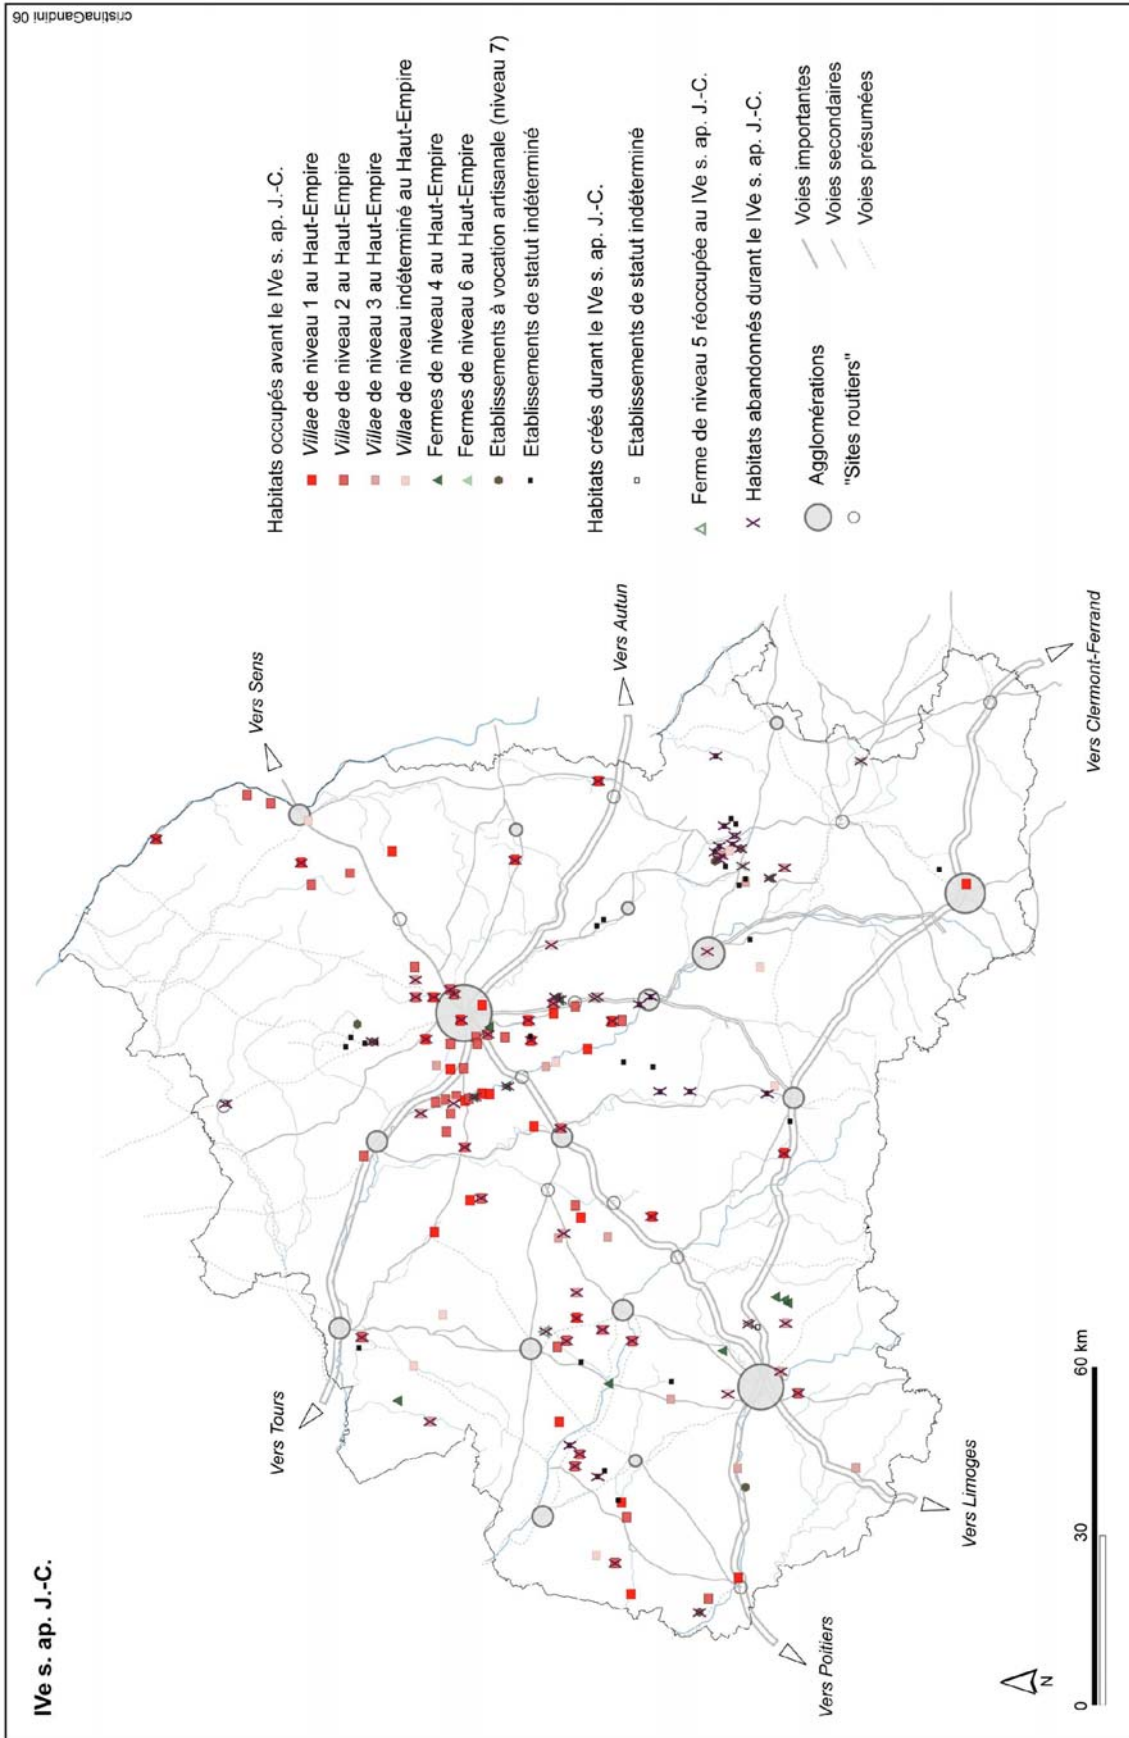 IVe s. ap. J.-C.
cristinaGandini 06
Vers Sens
Vers Tours
Vers Autun
Vers Poitiers
Vers Limoges
Vers Clermont-Ferrand
N
0 30 60 km
Habitats occupés avant le IVe s. ap. J.-C.
Villae de niveau 1 au Haut-Empire
Villae de niveau 2 au Haut-Empire
Villae de niveau 3 au Haut-Empire
Villae de niveau indéterminé au Haut-Empire
Fermes de niveau 4 au Haut-Empire
Fermes de niveau 6 au Haut-Empire
Etablissements à vocation artisanale (niveau 7)
Etablissements de statut indéterminé
Habitats créés durant le IVe s. ap. J.-C.
Etablissements de statut indéterminé
Ferme de niveau 5 réoccupée au IVe s. ap. J.-C.
Habitats abandonnés durant le IVe s. ap. J.-C.
Agglomérations
"Sites routiers"
Voies importantes
Voies secondaires
Voies présumées